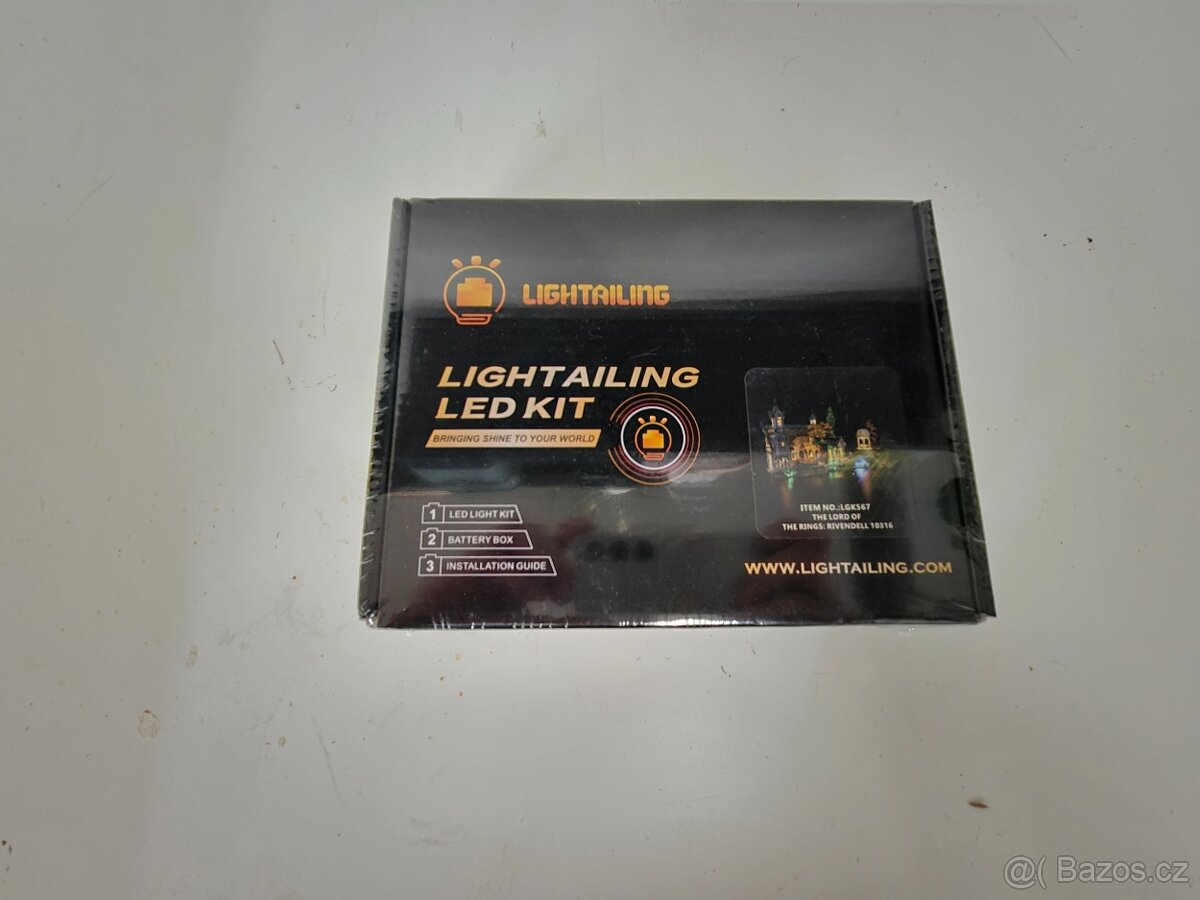 LIGHTAILING
LIGHTAILING
LED KIT
BRINGING SHINE TO YOUR WORLD
1 LED LIGHT KIT
2 BATTERY BOX
3 INSTALLATION GUIDE
ITEM NO.:LGK567
THE LORD OF
THE RINGS: RIVENDELL 10316
WWW.LIGHTAILING.COM
@( Bazos.cz